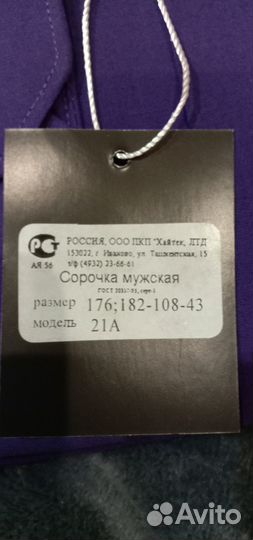 РСТ РОССИЯ, ООО ПКП "Хайтек, ЛТД
153022, г. Иваново, ул. Ташкентская, 15
АЯ 56 т/ф (4932) 23-66-61
Сорочка мужская
ГОСТ
размер 176;182-108-43
модель 21А
Avito